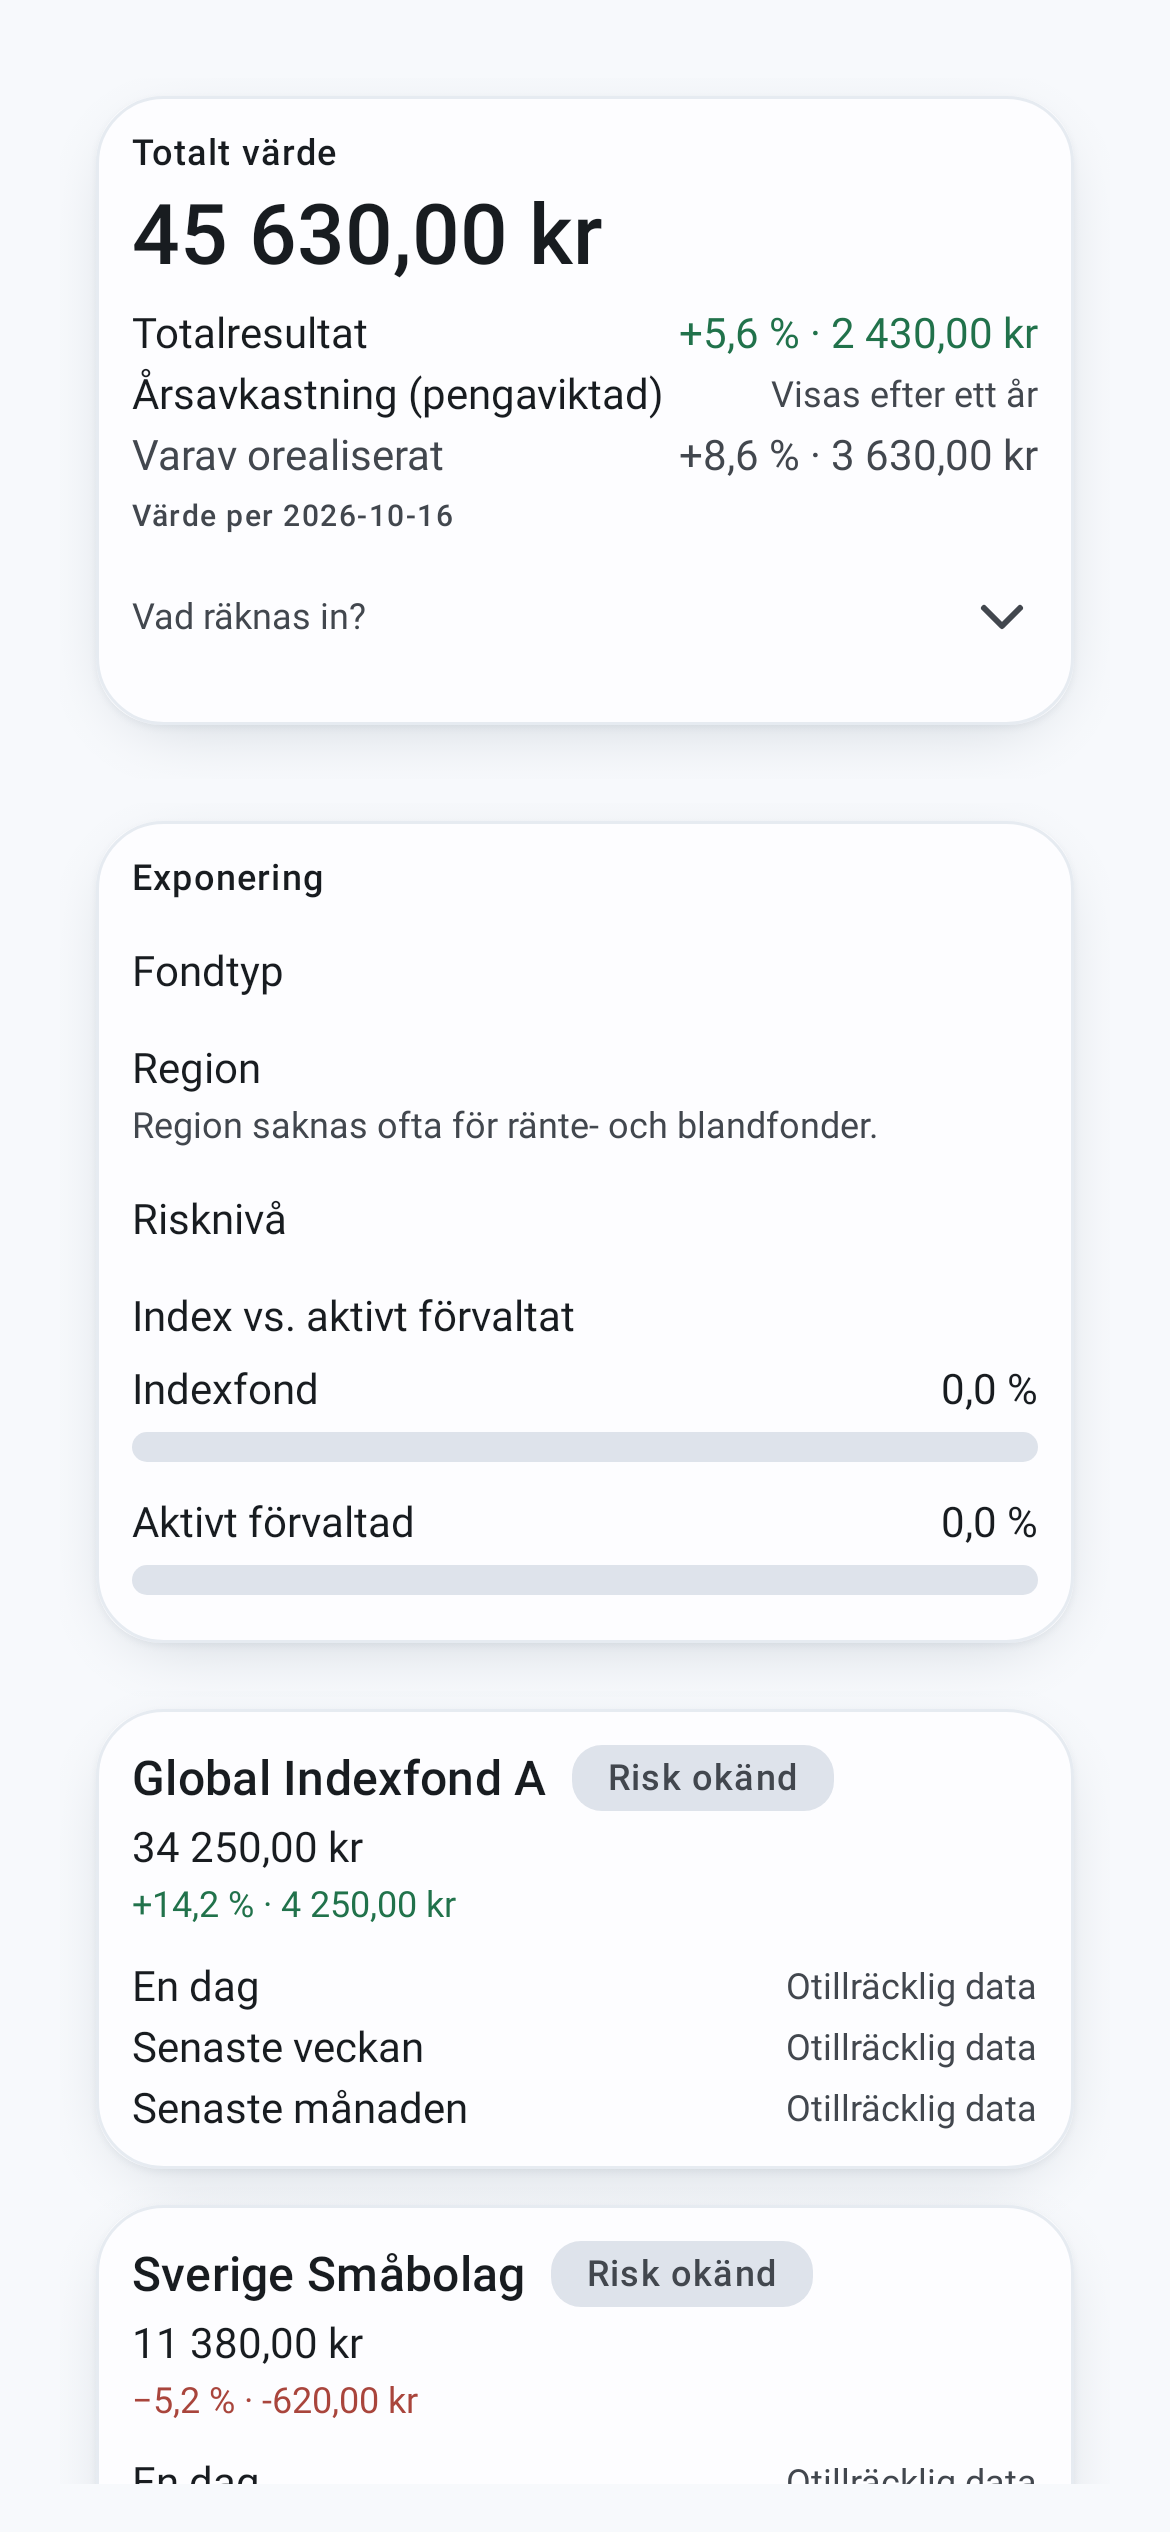 Totalt värde
45 630,00 kr
Totalresultat +5,6 % · 2 430,00 kr
Årsavkastning (pengaviktad) Visas efter ett år
Varav orealiserat +8,6 % · 3 630,00 kr
Värde per 2026-10-16
Vad räknas in?
Exponering
Fondtyp
Region
Region saknas ofta för ränte- och blandfonder.
Risknivå
Index vs. aktivt förvaltat
Indexfond 0,0 %
Aktivt förvaltad 0,0 %
Global Indexfond A Risk okänd
34 250,00 kr
+14,2 % · 4 250,00 kr
En dag Otillräcklig data
Senaste veckan Otillräcklig data
Senaste månaden Otillräcklig data
Sverige Småbolag Risk okänd
11 380,00 kr
−5,2 % · -620,00 kr
En dag Otillräcklig data